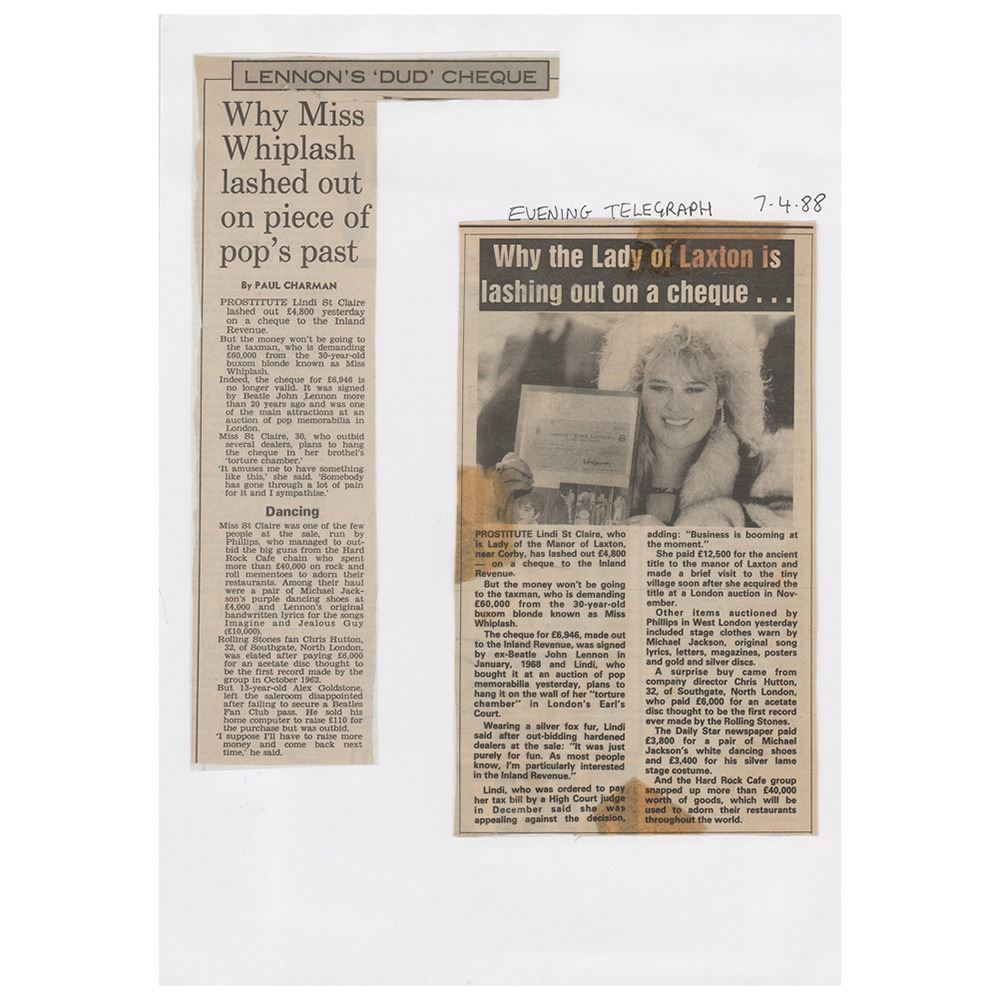 LENNON'S 'DUD' CHEQUE
Why Miss
Whiplash
lashed out
on piece of
pop's past
By PAUL CHARMAN
PROSTITUTE Lindi St Claire
lashed out £4,800 yesterday
on a cheque to the Inland
Revenue.
But the money won't be going to
the taxman, who is demanding
£60,000 from the 30-year-old
buxom blonde known as Miss
Whiplash.
Indeed, the cheque for £6,946 is
no longer valid. It was signed
by Beatle John Lennon more
than 20 years ago and was one
of the main attractions at an
auction of pop memorabilia in
London.
Miss St Claire, 30, who outbid
several dealers, plans to hang
the cheque in her brothel's
'torture chamber.'
'It amuses me to have something
like this,' she said. 'Somebody
has gone through a lot of pain
for it and I sympathise.'
Dancing
Miss St Claire was one of the few
people at the sale, run by
Phillips, who managed to out-
bid the big guns from the Hard
Rock Cafe chain who spent
more than £40,000 on rock and
roll mementoes to adorn their
restaurants. Among their haul
were a pair of Michael Jack-
son's purple dancing shoes at
£4,000 and Lennon's original
handwritten lyrics for the songs
Imagine and Jealous Guy
(£10,000).
Rolling Stones fan Chris Hutton,
32, of Southgate, North London,
was elated after paying £6,000
for an acetate disc thought to
be the first record made by the
group in October 1962.
But 13-year-old Alex Goldstone,
left the saleroom disappointed
after failing to secure a Beatles
Fan Club pass. He sold his
home computer to raise £110 for
the purchase but was outbid.
'I suppose I'll have to raise more
money and come back next
time,' he said.
EVENING TELEGRAPH 7-4-88
Why the Lady of Laxton is
lashing out on a cheque . . .
PROSTITUTE Lindi St Claire, who
is Lady of the Manor of Laxton,
near Corby, has lashed out £4,800
— on a cheque to the Inland
Revenue.
But the money won't be going
to the taxman, who is demanding
£60,000 from the 30-year-old
buxom blonde known as Miss
Whiplash.
The cheque for £6,946, made out
to the Inland Revenue, was signed
by ex-Beatle John Lennon in
January, 1968 and Lindi, who
bought it at an auction of pop
memorabilia yesterday, plans to
hang it on the wall of her "torture
chamber" in London's Earl's
Court.
Wearing a silver fox fur, Lindi
said after out-bidding hardened
dealers at the sale: "It was just
purely for fun. As most people
know, I'm particularly interested
in the Inland Revenue."
Lindi, who was ordered to pay
her tax bill by a High Court judge
in December said she was
appealing against the decision,
adding: "Business is booming at
the moment."
She paid £12,500 for the ancient
title to the manor of Laxton and
made a brief visit to the tiny
village soon after she acquired the
title at a London auction in Nov-
ember.
Other items auctioned by
Phillips in West London yesterday
included stage clothes warn by
Michael Jackson, original song
lyrics, letters, magazines, posters
and gold and silver discs.
A surprise buy came from
company director Chris Hutton,
32, of Southgate, North London,
who paid £6,000 for an acetate
disc thought to be the first record
ever made by the Rolling Stones.
The Daily Star newspaper paid
£3,800 for a pair of Michael
Jackson's white dancing shoes
and £3,400 for his silver lame
stage costume.
And the Hard Rock Cafe group
snapped up more than £40,000
worth of goods, which will be
used to adorn their restaurants
throughout the world.